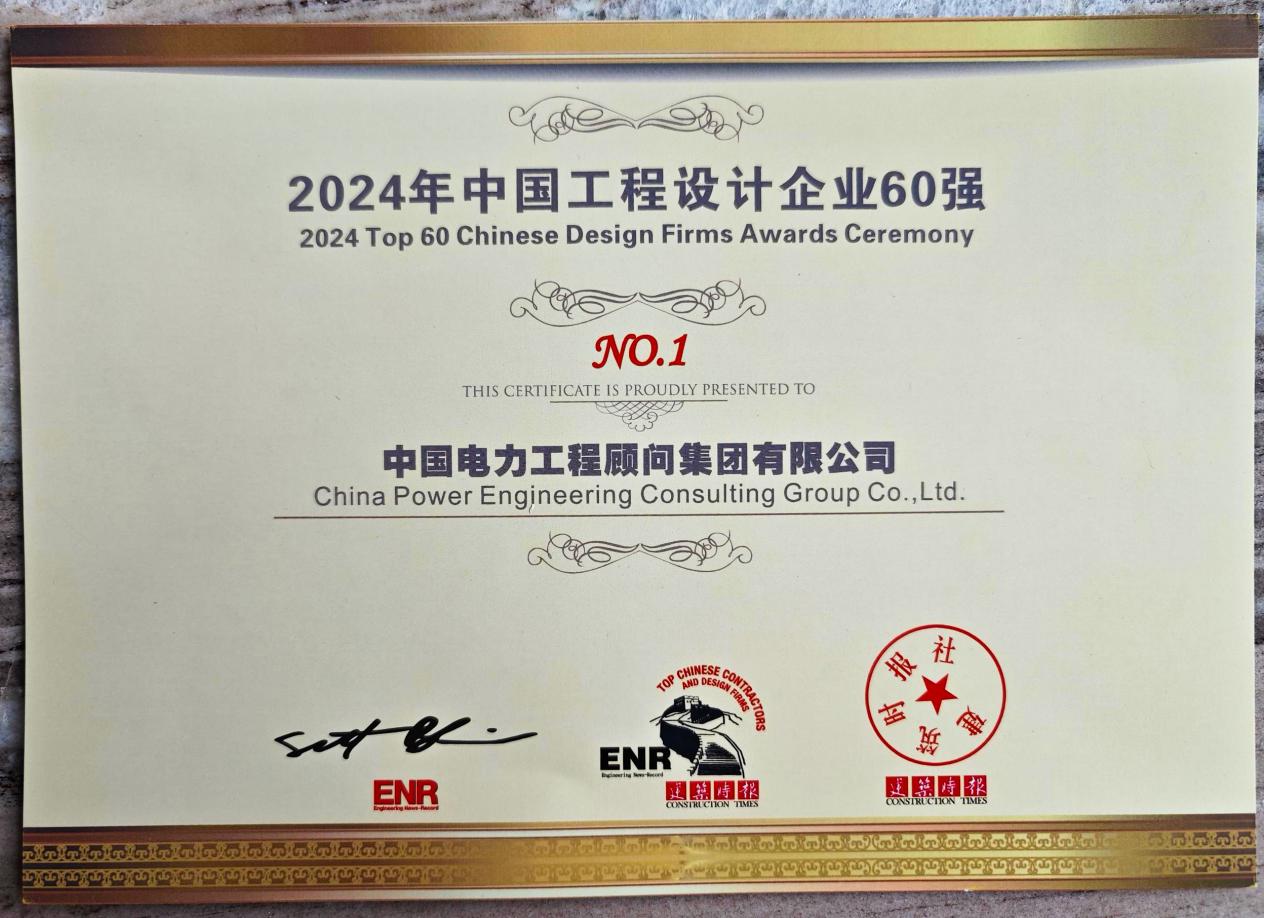 2024年中国工程设计企业60强
2024 Top 60 Chinese Design Firms Awards Ceremony
NO.1
THIS CERTIFICATE IS PROUDLY PRESENTED TO
中国电力工程顾问集团有限公司
China Power Engineering Consulting Group Co.,Ltd.
ENR
Engineering News-Record
TOP CHINESE CONTRACTORS
AND DESIGN FIRMS
ENR
Engineering News-Record
建筑时报
CONSTRUCTION TIMES
建筑时报社
建筑时报
CONSTRUCTION TIMES